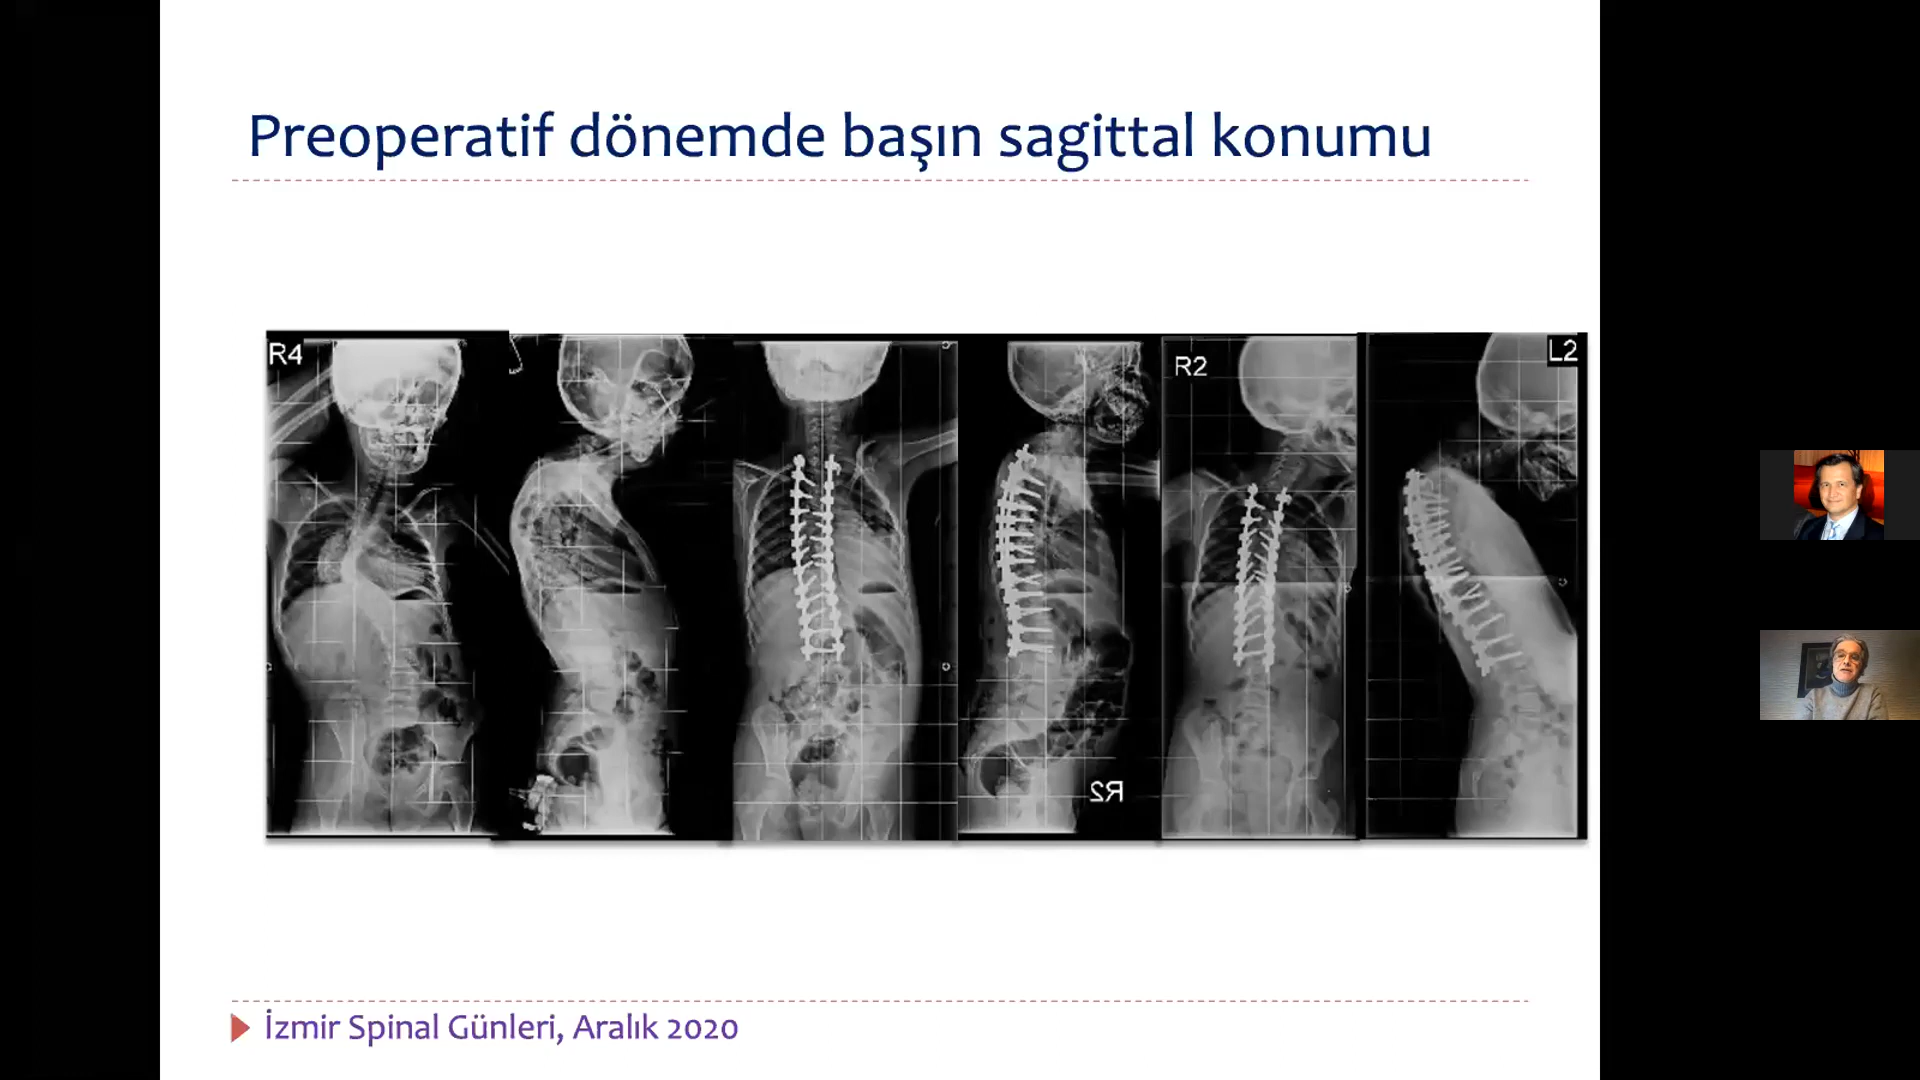 Preoperatif dönemde başın sagittal konumu
R4
R2
L2
R2
İzmir Spinal Günleri, Aralık 2020